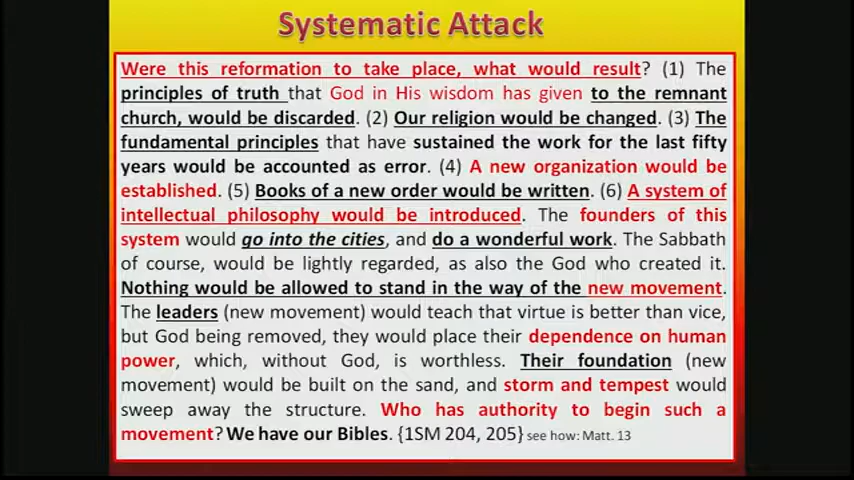 Systematic Attack
Were this reformation to take place, what would result? (1) The
principles of truth that God in His wisdom has given to the remnant
church, would be discarded. (2) Our religion would be changed. (3) The
fundamental principles that have sustained the work for the last fifty
years would be accounted as error. (4) A new organization would be
established. (5) Books of a new order would be written. (6) A system of
intellectual philosophy would be introduced. The founders of this
system would go into the cities, and do a wonderful work. The Sabbath
of course, would be lightly regarded, as also the God who created it.
Nothing would be allowed to stand in the way of the new movement.
The leaders (new movement) would teach that virtue is better than vice,
but God being removed, they would place their dependence on human
power, which, without God, is worthless. Their foundation (new
movement) would be built on the sand, and storm and tempest would
sweep away the structure. Who has authority to begin such a
movement? We have our Bibles. {1SM 204, 205} see how: Matt. 13